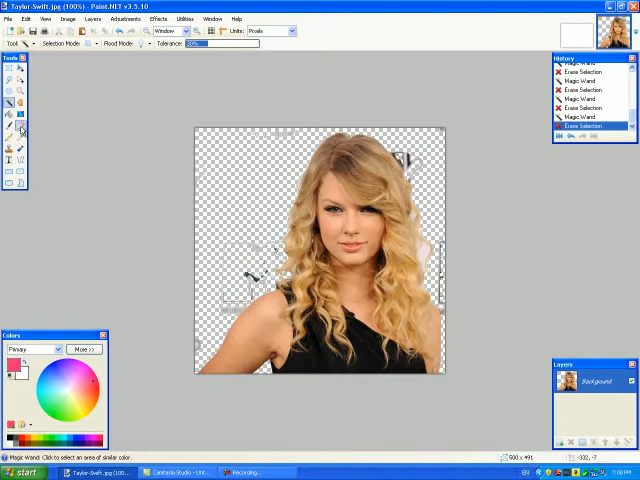 Taylor-Swift.jpg (100%) - Paint.NET v3.5.10
File Edit View Image Layers Adjustments Effects Utilities Window Help
Window Units: Pixels
Tool Selection Mode: Flood Mode: Tolerance: 30%
Tools
History
Magic Wand
Erase Selection
Magic Wand
Erase Selection
Magic Wand
Erase Selection
Magic Wand
Erase Selection
Colors
Primary More >>
Layers
Background
Magic Wand: Click to select an area of similar color. 500 x 491 -332, -7
start Taylor-Swift.jpg (100%... Camtasia Studio - Unt... Recording... EN 7:08 PM